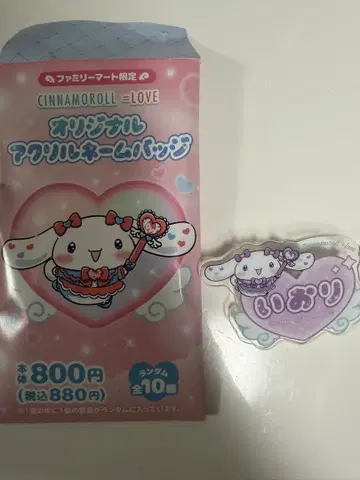 ファミリーマート限定
CINNAMOROLL =LOVE
オリジナル
アクリルネームバッジ
本体800円
(税込880円)
ランダム
全10種
いおり